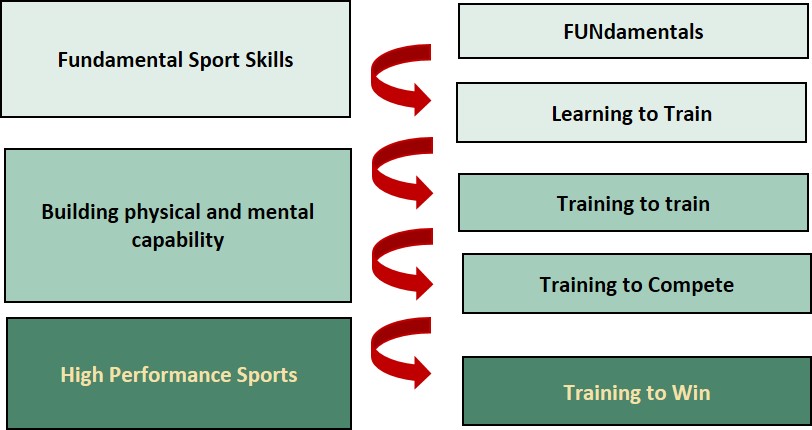 Fundamental Sport Skills
FUNdamentals
Learning to Train
Building physical and mental
capability
Training to train
Training to Compete
High Performance Sports
Training to Win